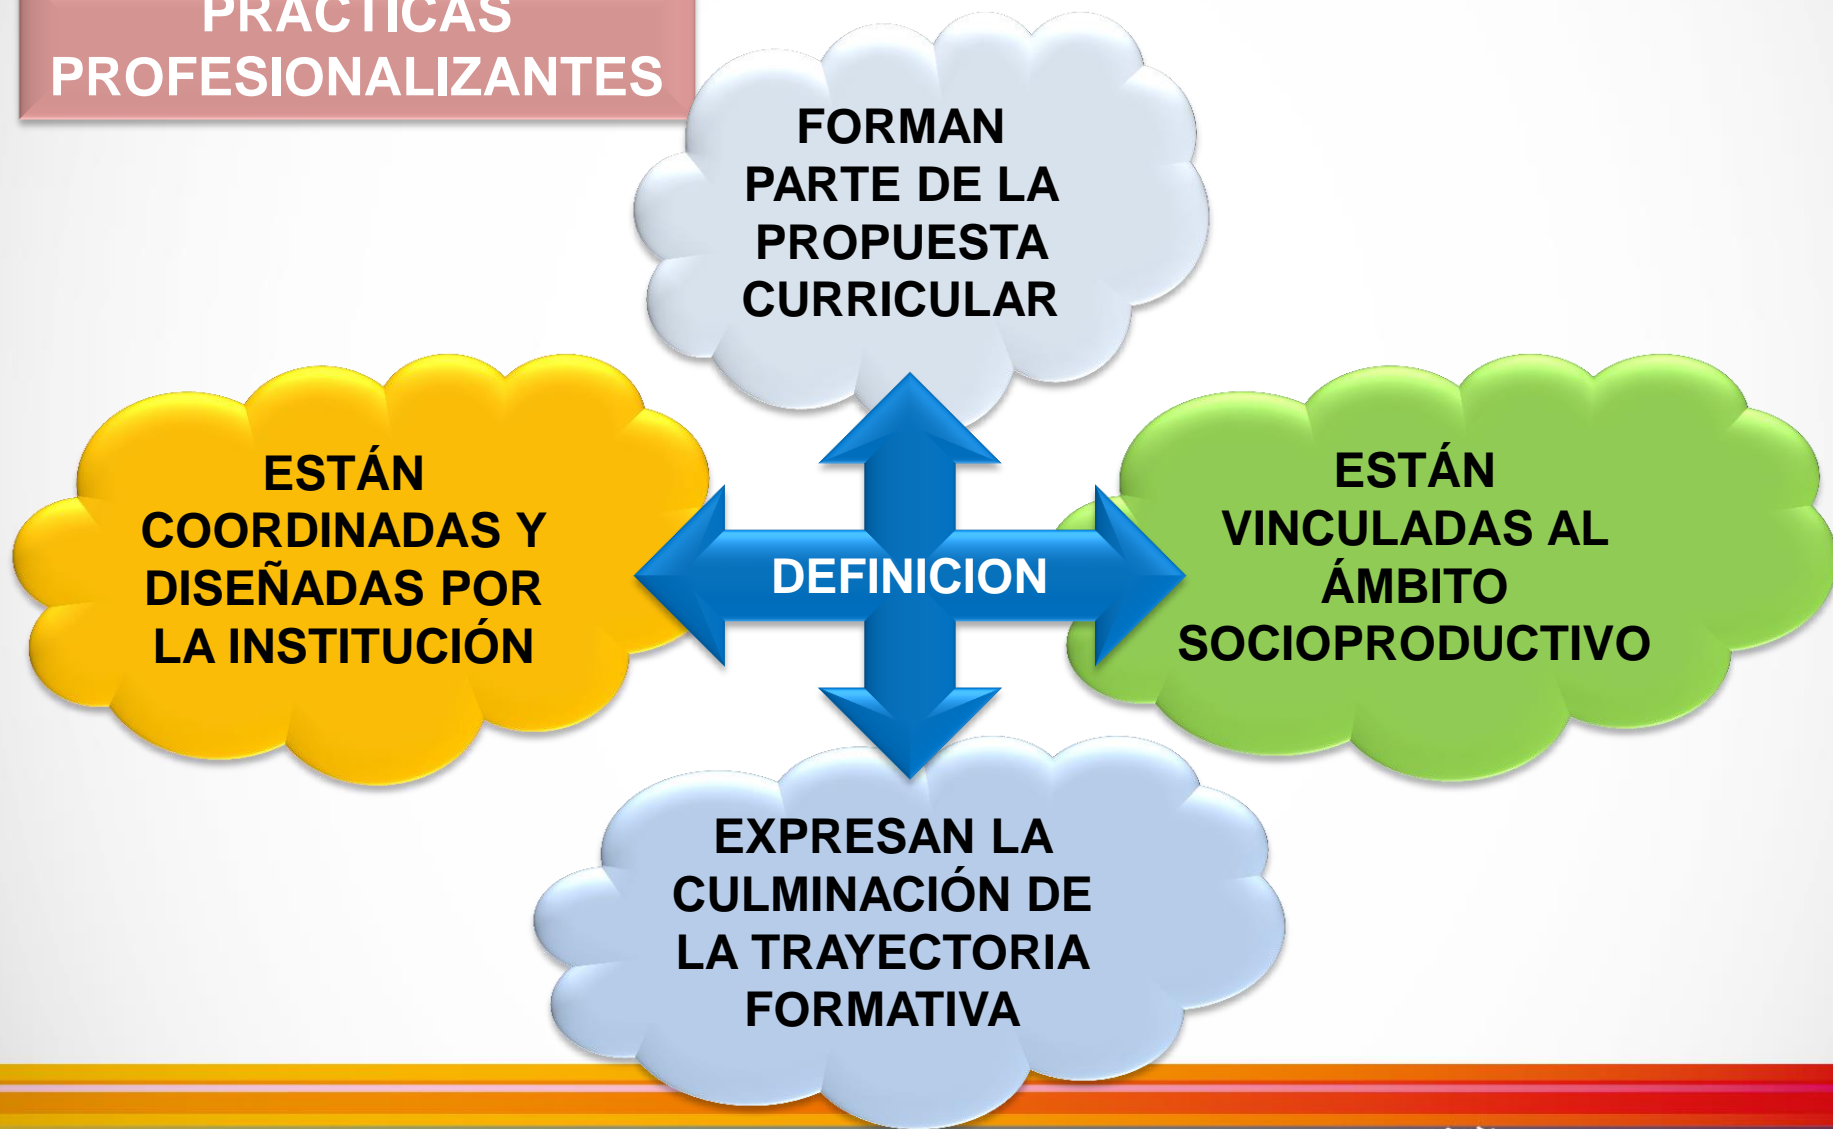 PRÁCTICAS
PROFESIONALIZANTES
FORMAN
PARTE DE LA
PROPUESTA
CURRICULAR
ESTÁN
COORDINADAS Y
DISEÑADAS POR
LA INSTITUCIÓN
DEFINICION
ESTÁN
VINCULADAS AL
ÁMBITO
SOCIOPRODUCTIVO
EXPRESAN LA
CULMINACIÓN DE
LA TRAYECTORIA
FORMATIVA